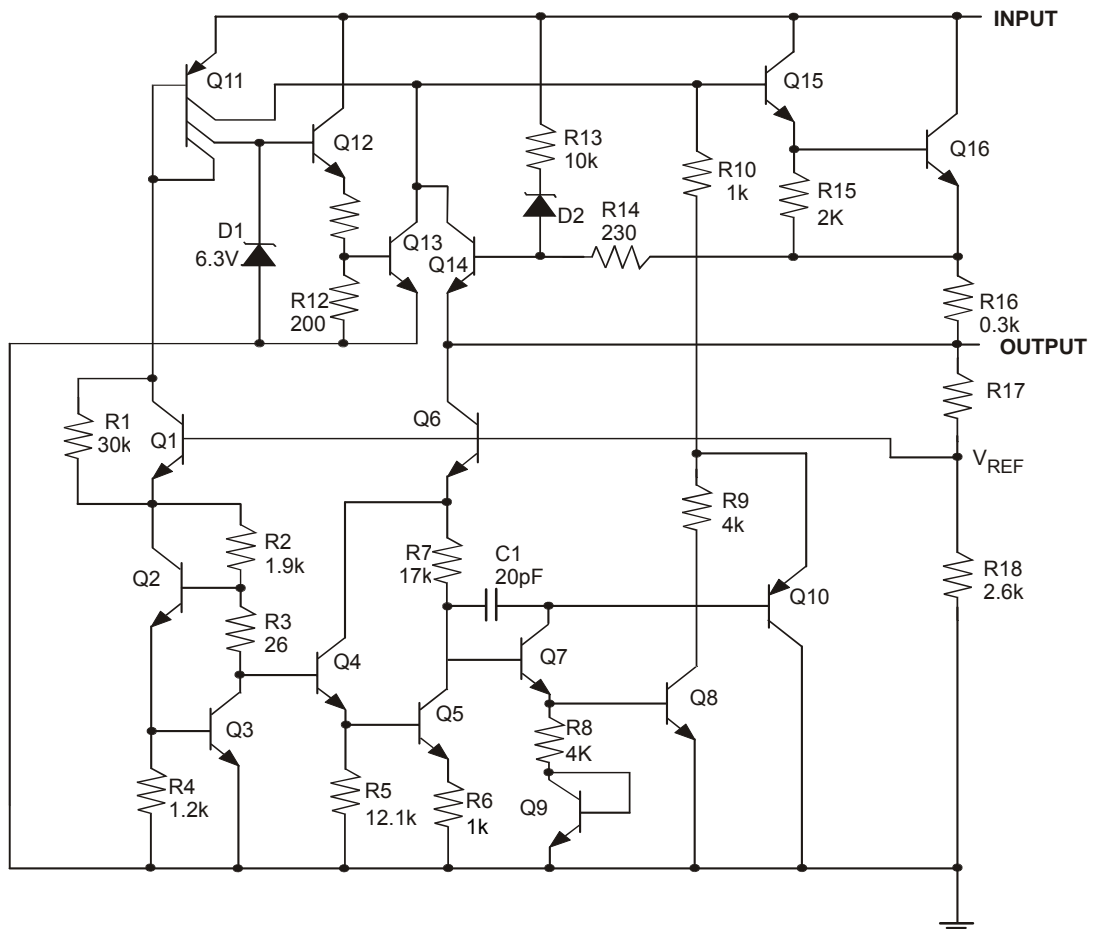 INPUT
Q11
Q15
Q12
R13
10k
R10
1k
Q16
R15
2K
D1
6.3V
D2
R14
230
Q13
Q14
R12
200
R16
0.3k
OUTPUT
R1
30k
Q1
Q6
R17
VREF
R9
4k
R2
1.9k
R7
17k
C1
20pF
Q2
R18
2.6k
Q10
R3
26
Q4
Q7
Q5
Q8
Q3
R8
4K
R4
1.2k
R5
12.1k
R6
1k
Q9